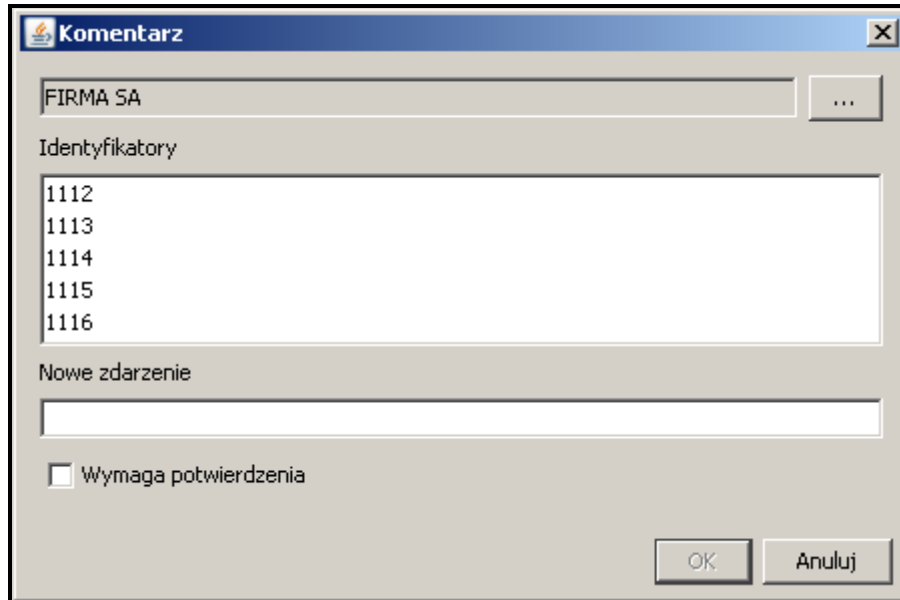 Komentarz
FIRMA SA
...
Identyfikatory
1112
1113
1114
1115
1116
Nowe zdarzenie
Wymaga potwierdzenia
OK
Anuluj